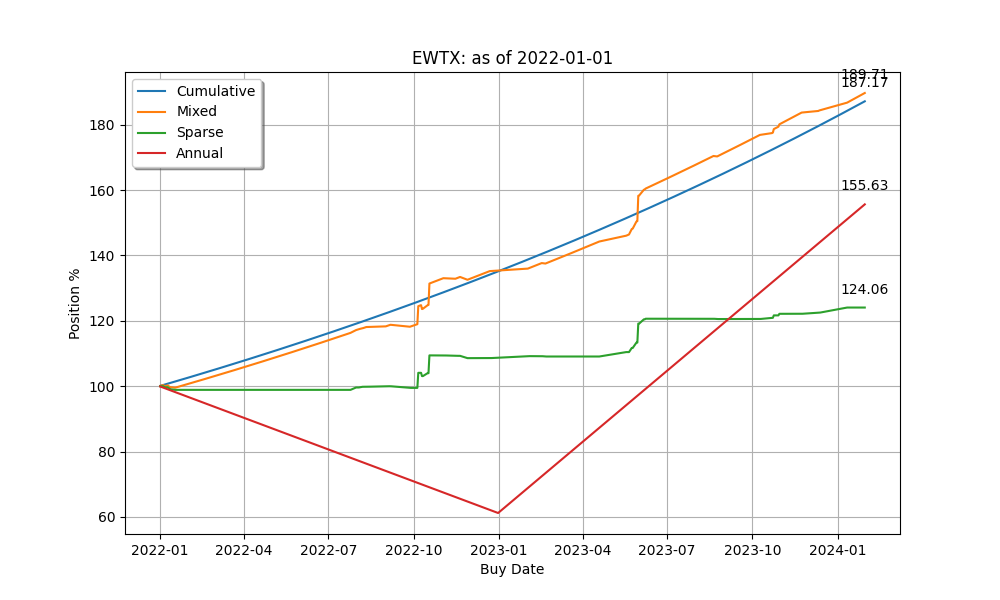 EWTX: as of 2022-01-01
189.71
187.17
Cumulative
Mixed
Sparse
Annual
180
160
155.63
140
124.06
120
100
80
60
Position %
2022-01 2022-04 2022-07 2022-10 2023-01 2023-04 2023-07 2023-10 2024-01
Buy Date